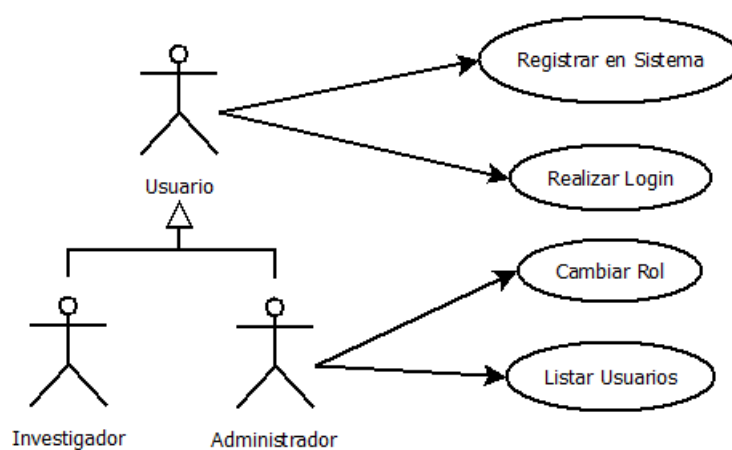 Registrar en Sistema
Usuario
Realizar Login
Cambiar Rol
Listar Usuarios
Investigador
Administrador